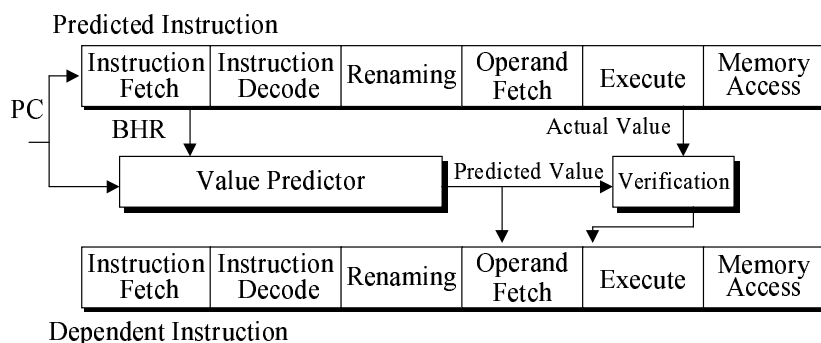 Predicted Instruction
Instruction Fetch
Instruction Decode
Renaming
Operand Fetch
Execute
Memory Access
PC
BHR
Actual Value
Value Predictor
Predicted Value
Verification
Instruction Fetch
Instruction Decode
Renaming
Operand Fetch
Execute
Memory Access
Dependent Instruction